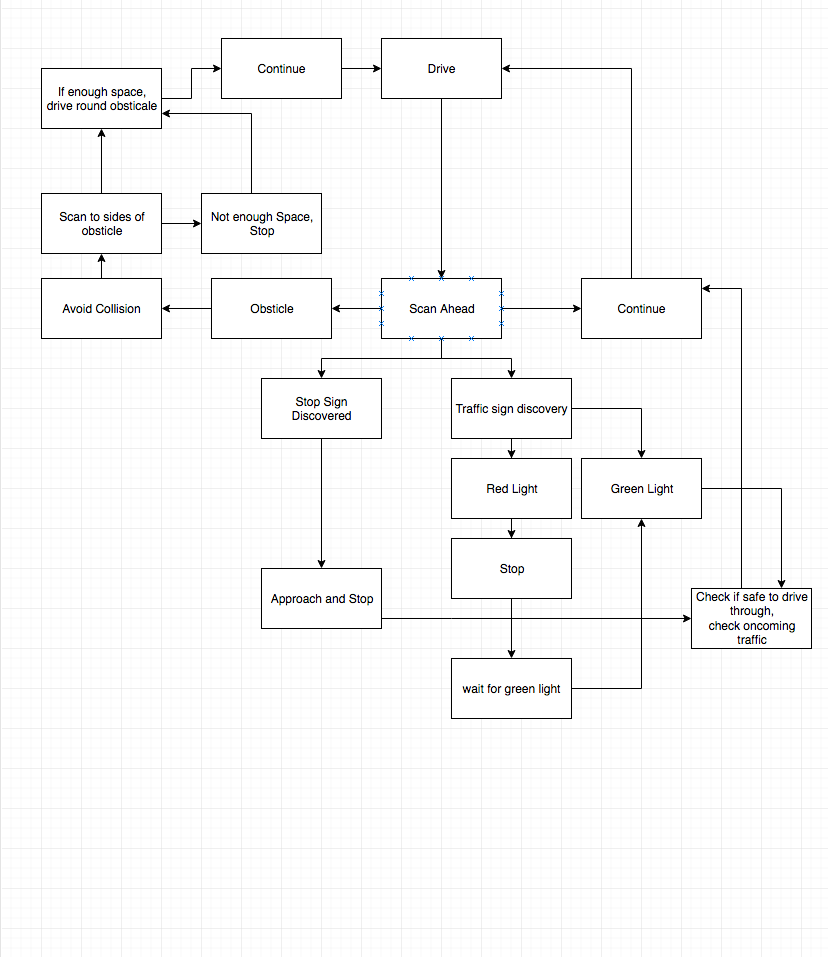 Continue
Drive
If enough space,
drive round obsticale
Scan to sides of
obsticle
Not enough Space,
Stop
Avoid Collision
Obsticle
Scan Ahead
Continue
Stop Sign
Discovered
Traffic sign discovery
Red Light
Green Light
Stop
Approach and Stop
Check if safe to drive
through,
check oncoming
traffic
wait for green light